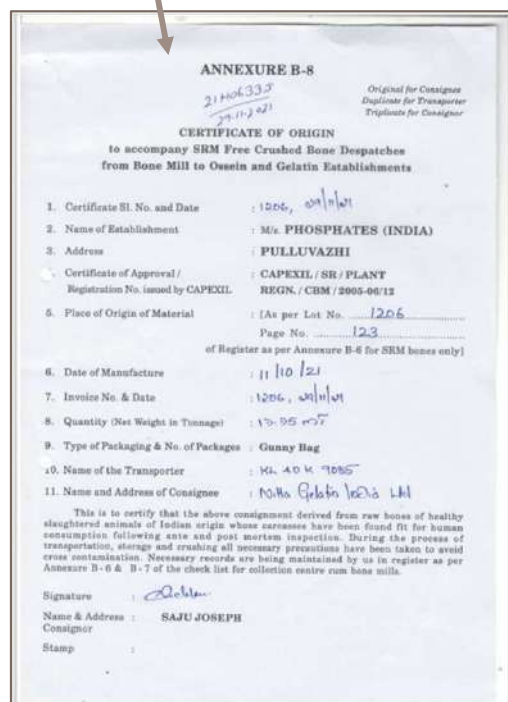 ANNEXURE B-8
21H06335
29-11-2021
Original for Consignee
Duplicate for Transporter
Triplicate for Consignor
CERTIFICATE OF ORIGIN
to accompany SRM Free Crushed Bone Despatches
from Bone Mill to Ossein and Gelatin Establishments
1. Certificate Sl. No. and Date : 1206,
2. Name of Establishment : M/s. PHOSPHATES (INDIA)
3. Address : PULLUVAZHI
Certificate of Approval / : CAPEXIL / SR / PLANT
Registration No. issued by CAPEXIL REGN. / CBM / 2005-06/12
5. Place of Origin of Material : [As per Lot No. 1206
Page No. 123
of Register as per Annexure B-6 for SRM bones only]
6. Date of Manufacture : 11/10/21
7. Invoice No. & Date : 1206,
8. Quantity (Net Weight in Tonnage) : MT
9. Type of Packaging & No. of Packages : Gunny Bag
10. Name of the Transporter : KL 40 K 9085
11. Name and Address of Consignee : Nitta Gelatin India Ltd
This is to certify that the above consignment derived from raw bones of healthy
slaughtered animals of Indian origin whose carcasses have been found fit for human
consumption following ante and post mortem inspection. During the process of
transportation, storage and crushing all necessary precautions have been taken to avoid
cross contamination. Necessary records are being maintained by us in register as per
Annexure B-6 & B-7 of the check list for collection centre cum bone mills.
Signature :
Name & Address : SAJU JOSEPH
Consignor
Stamp :